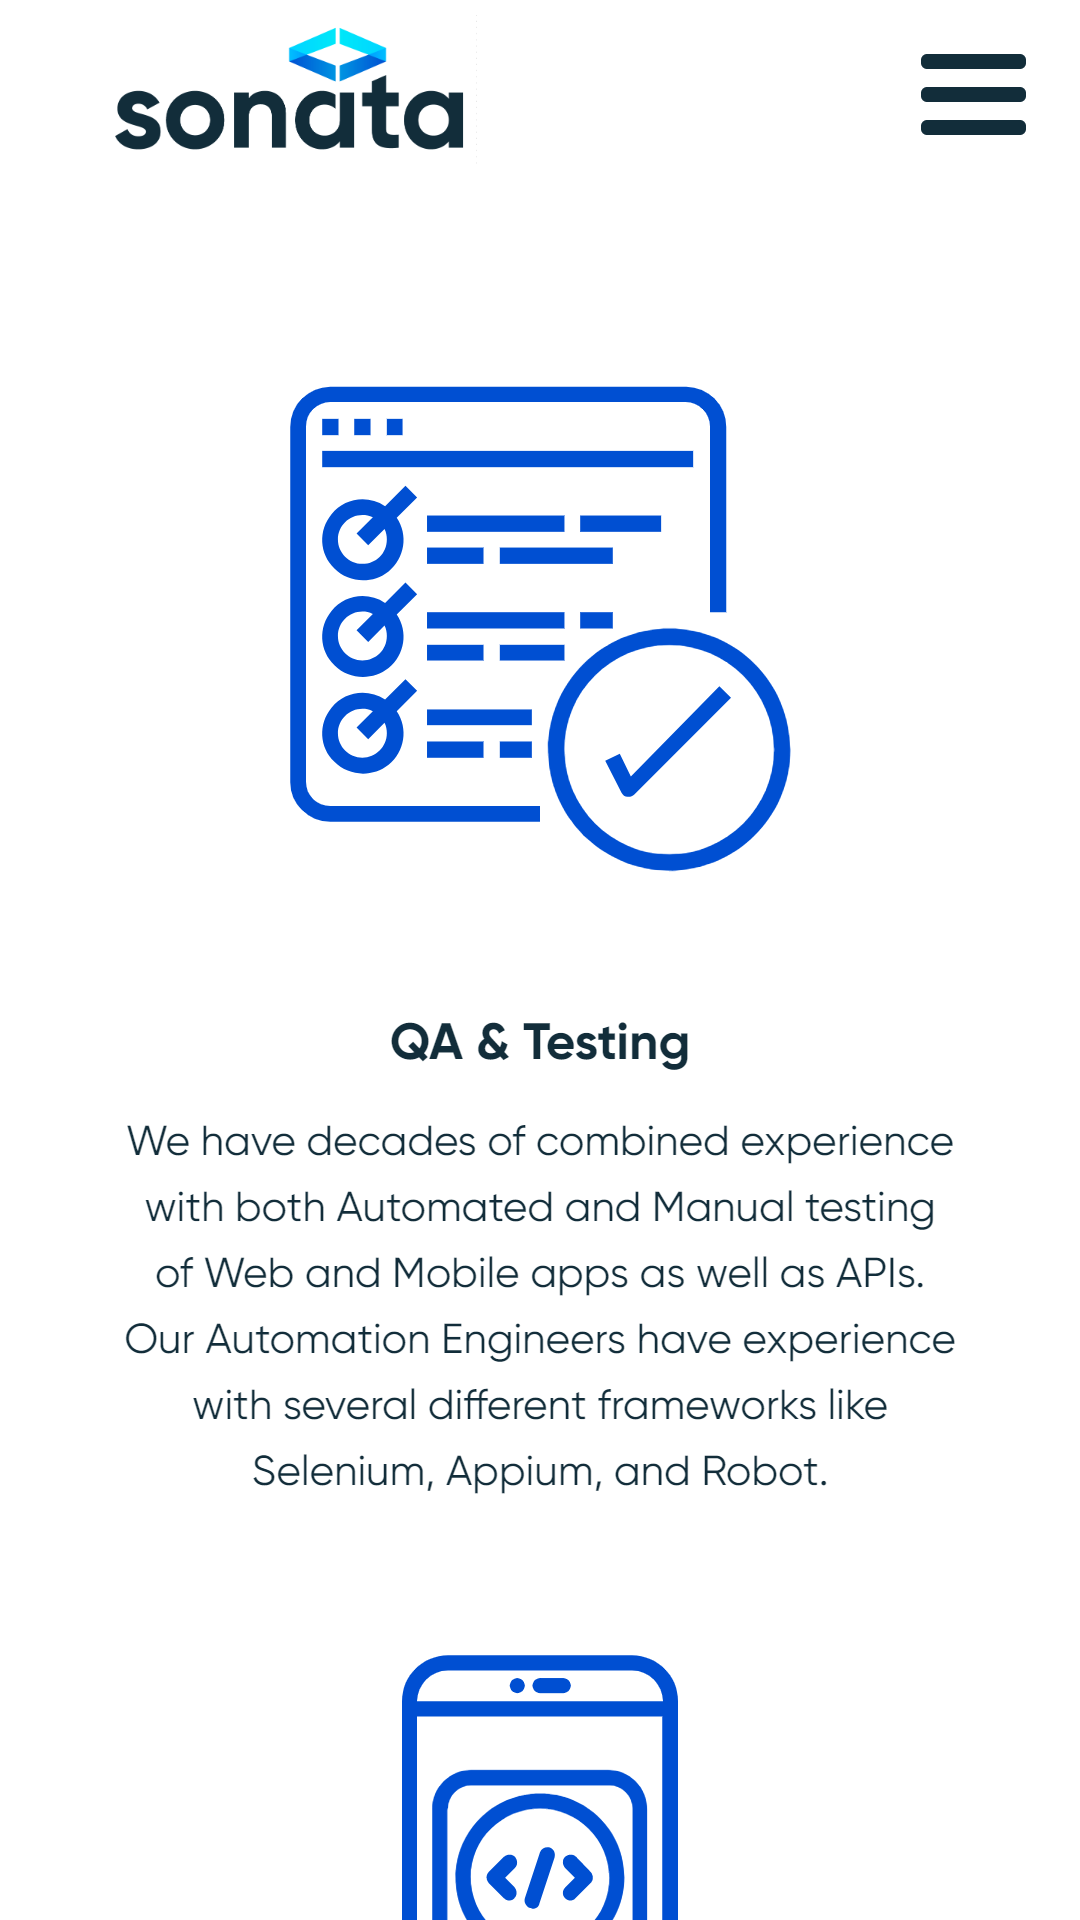 sonata
QA & Testing
We have decades of combined experience
with both Automated and Manual testing
of Web and Mobile apps as well as APIs.
Our Automation Engineers have experience
with several different frameworks like
Selenium, Appium, and Robot.
</>